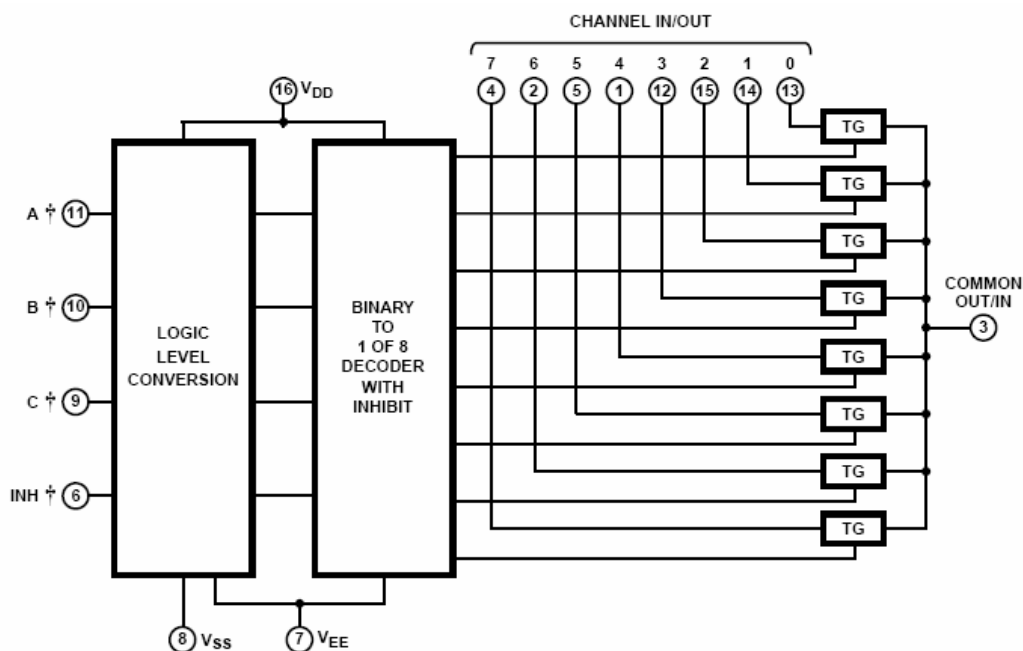 CHANNEL IN/OUT
7 6 5 4 3 2 1 0
4 2 5 1 12 15 14 13
16 VDD
TG
TG
TG
TG
TG
TG
TG
TG
A † 11
B † 10
C † 9
INH † 6
LOGIC
LEVEL
CONVERSION
BINARY
TO
1 OF 8
DECODER
WITH
INHIBIT
COMMON
OUT/IN
3
8 VSS
7 VEE